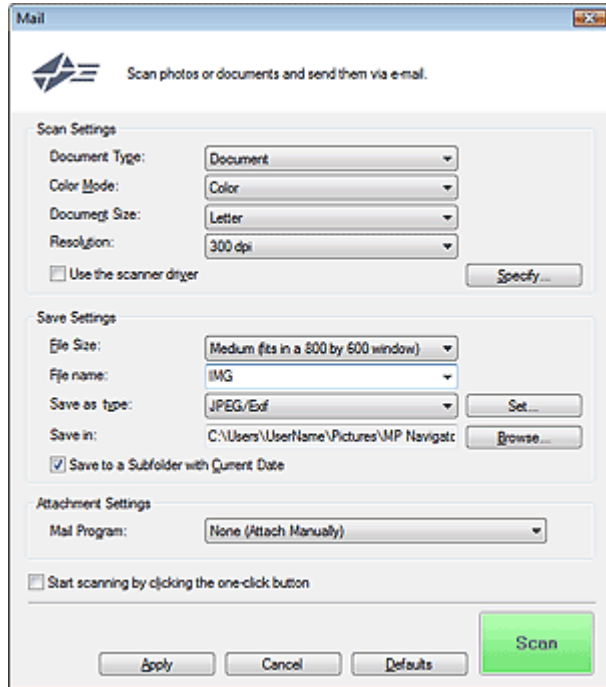 Mail
Scan photos or documents and send them via e-mail.
Scan Settings
Document Type: Document
Color Mode: Color
Document Size: Letter
Resolution: 300 dpi
Use the scanner driver Specify...
Save Settings
File Size: Medium (fits in a 800 by 600 window)
File name: IMG
Save as type: JPEG/Exif Set...
Save in: C:\Users\UserName\Pictures\MP Navigatc Browse...
Save to a Subfolder with Current Date
Attachment Settings
Mail Program: None (Attach Manually)
Start scanning by clicking the one-click button
Scan
Apply Cancel Defaults